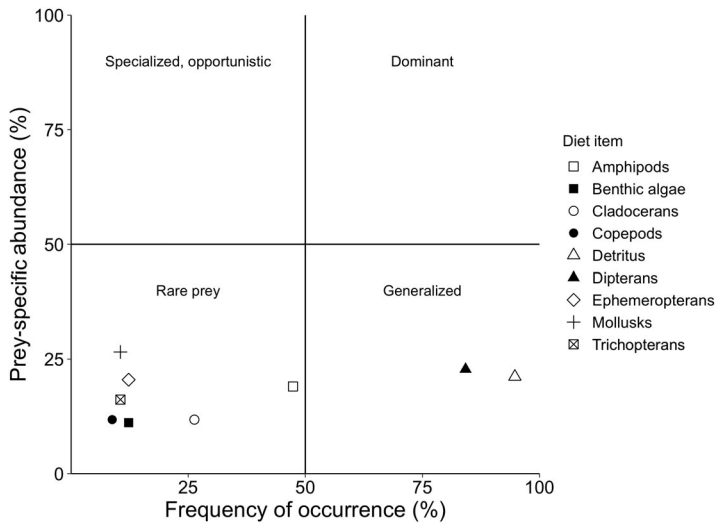 100
Specialized, opportunistic
Dominant
75
Prey-specific abundance (%)
50
Rare prey
Generalized
25
0
25
50
75
100
Frequency of occurrence (%)
Diet item
Amphipods
Benthic algae
Cladocerans
Copepods
Detritus
Dipterans
Ephemeropterans
Mollusks
Trichopterans